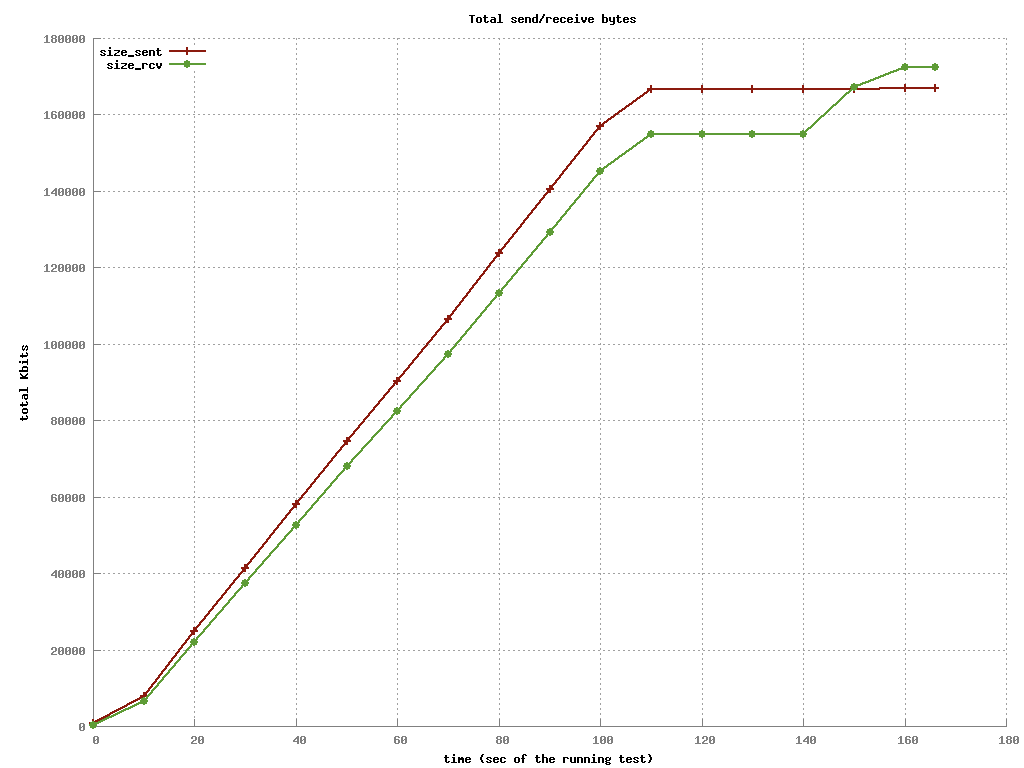 Total send/receive bytes
180000
size_sent
size_rcv
160000
140000
120000
100000
total Kbits
80000
60000
40000
20000
0
0 20 40 60 80 100 120 140 160 180
time (sec of the running test)